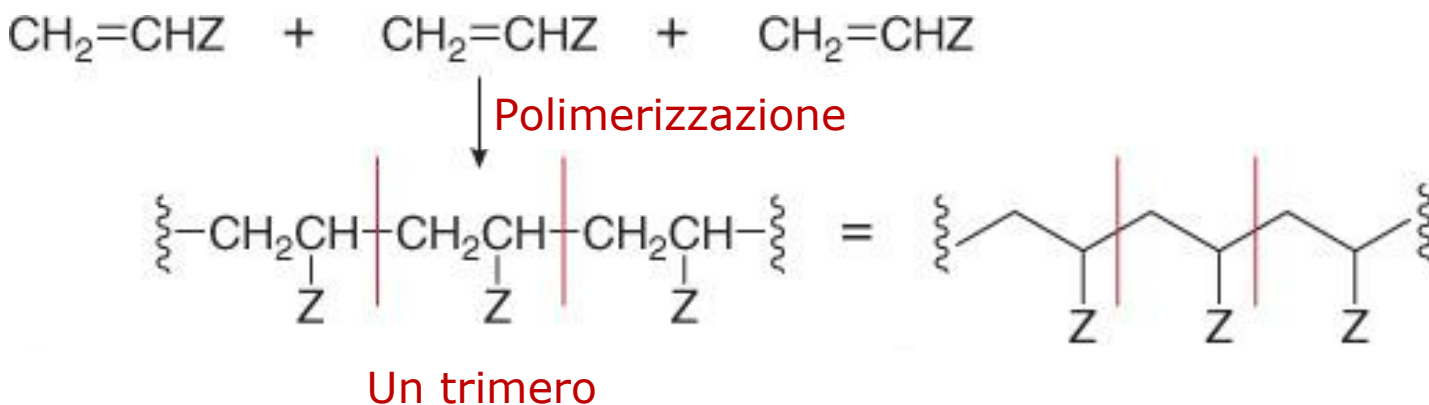 CH₂=CHZ + CH₂=CHZ + CH₂=CHZ
Polimerizzazione
CH₂CH CH₂CH CH₂CH =
Z Z Z Z Z Z
Un trimero